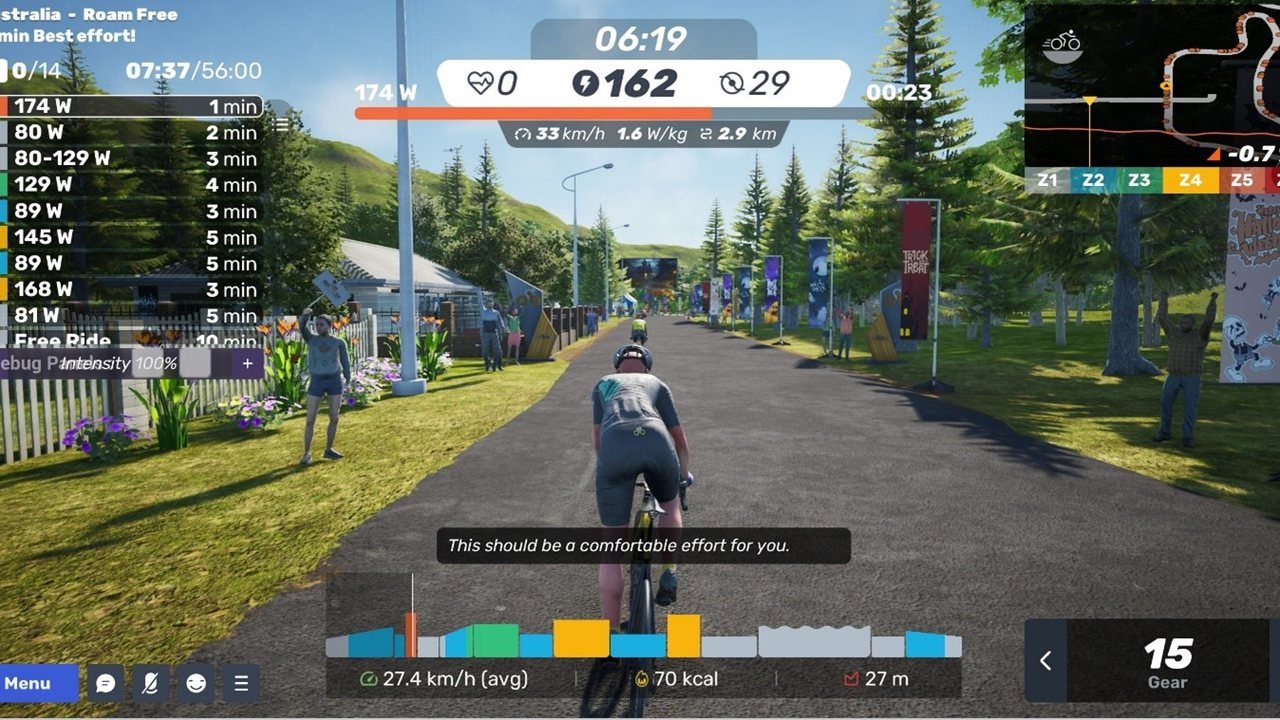 stralia - Roam Free
min Best effort!
0/14 07:37/56:00
174 W 1 min
80 W 2 min
80-129 W 3 min
129 W 4 min
89 W 3 min
145 W 5 min
89 W 5 min
168 W 3 min
81 W 5 min
Free Ride 10 min
Intensity 100% +
06:19
0 162 29
174 W 00:23
33 km/h 1.6 W/kg 2.9 km
-0.7
Z1 Z2 Z3 Z4 Z5
TRICK
TREAT
This should be a comfortable effort for you.
27.4 km/h (avg) 70 kcal 27 m
Menu
15
Gear